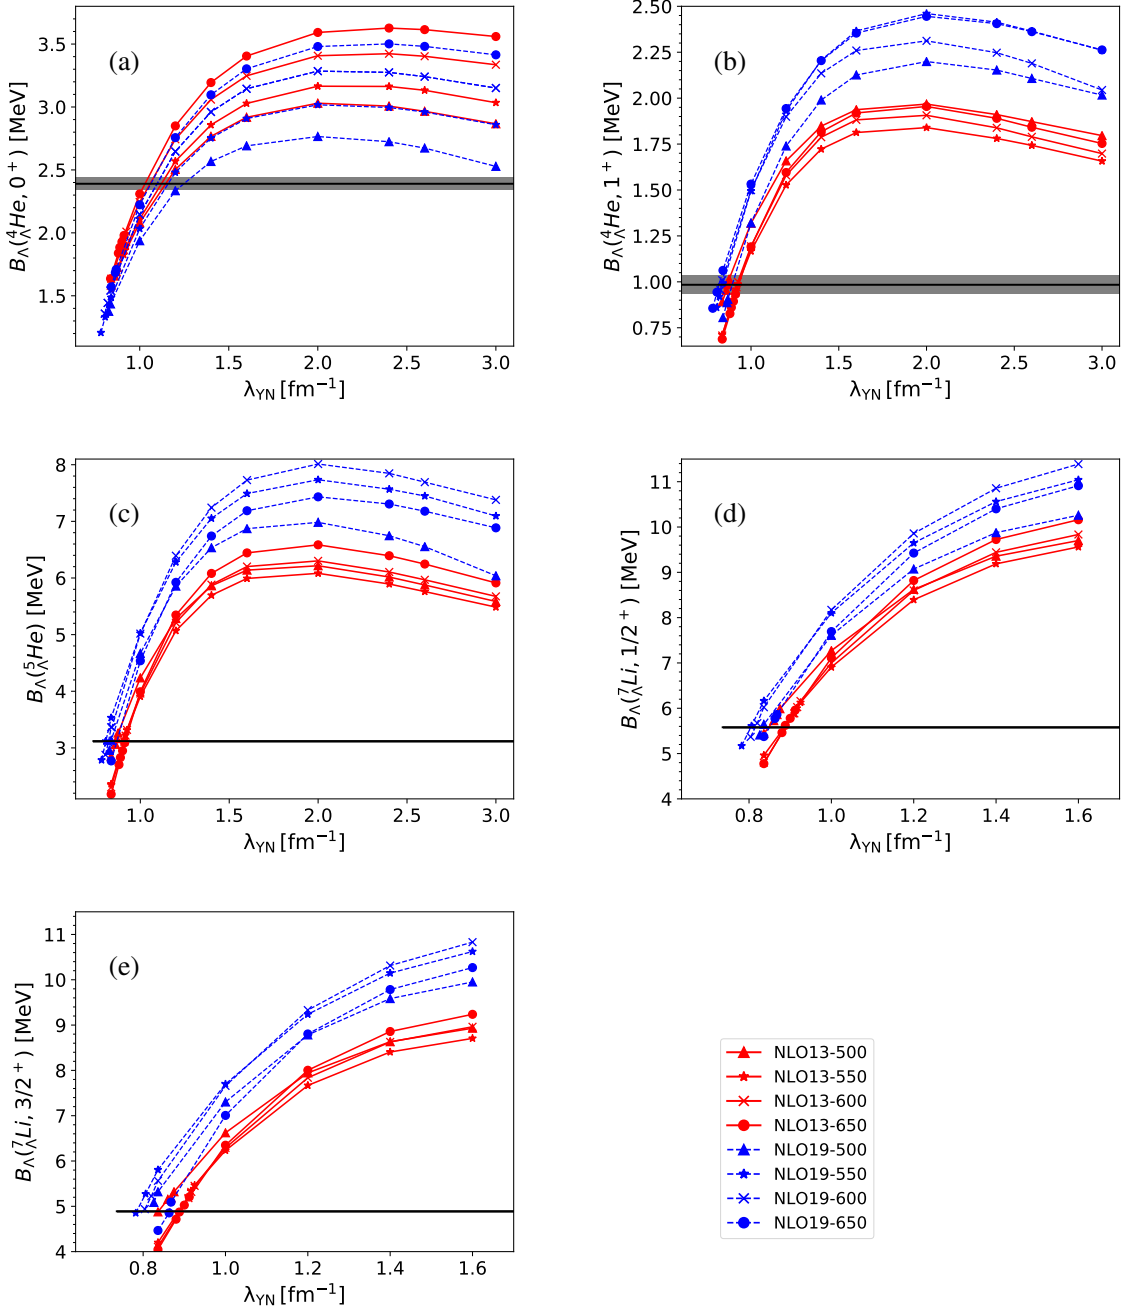 (a)
B_Λ(⁴_ΛHe, 0⁺) [MeV]
3.5
3.0
2.5
2.0
1.5
1.0 1.5 2.0 2.5 3.0
λ_YN [fm⁻¹]
(b)
B_Λ(⁴_ΛHe, 1⁺) [MeV]
2.50
2.25
2.00
1.75
1.50
1.25
1.00
0.75
1.0 1.5 2.0 2.5 3.0
λ_YN [fm⁻¹]
(c)
B_Λ(⁵_ΛHe) [MeV]
8
7
6
5
4
3
1.0 1.5 2.0 2.5 3.0
λ_YN [fm⁻¹]
(d)
B_Λ(⁷_ΛLi, 1/2⁺) [MeV]
11
10
9
8
7
6
5
4
0.8 1.0 1.2 1.4 1.6
λ_YN [fm⁻¹]
(e)
B_Λ(⁷_ΛLi, 3/2⁺) [MeV]
11
10
9
8
7
6
5
4
0.8 1.0 1.2 1.4 1.6
λ_YN [fm⁻¹]
NLO13-500
NLO13-550
NLO13-600
NLO13-650
NLO19-500
NLO19-550
NLO19-600
NLO19-650